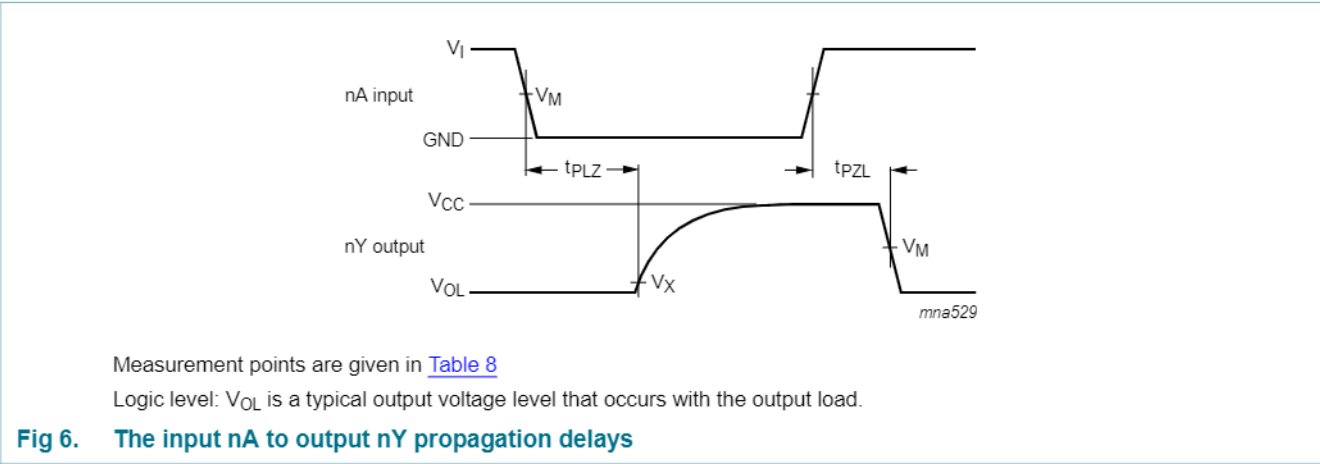 VI
nA input
VM
GND
tPLZ
tPZL
VCC
nY output
VM
VOL
VX
mna529
Measurement points are given in Table 8
Logic level: VOL is a typical output voltage level that occurs with the output load.
Fig 6. The input nA to output nY propagation delays